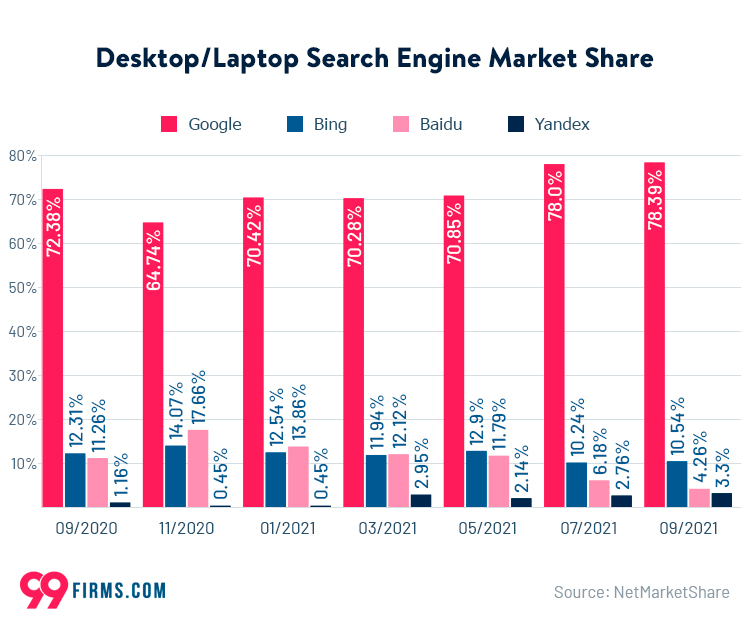 Desktop/Laptop Search Engine Market Share
Google Bing Baidu Yandex
80%
70%
60%
50%
40%
30%
20%
10%
72.38% 12.31% 11.26% 1.16%
64.74% 14.07% 17.66% 0.45%
70.42% 12.54% 13.86% 0.45%
70.28% 11.94% 12.12% 2.95%
70.85% 12.9% 11.79% 2.14%
78.0% 10.24% 6.18% 2.76%
78.39% 10.54% 4.26% 3.3%
09/2020 11/2020 01/2021 03/2021 05/2021 07/2021 09/2021
99FIRMS.COM
Source: NetMarketShare